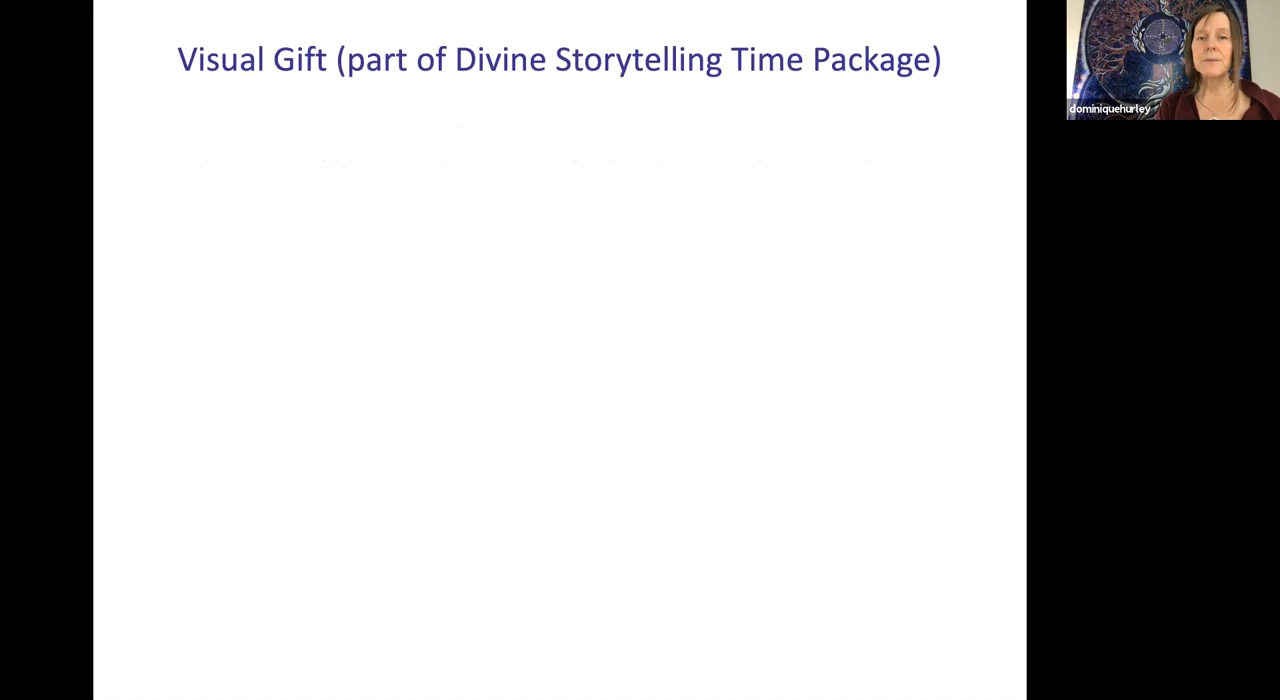 Visual Gift (part of Divine Storytelling Time Package)
dominiquehurley